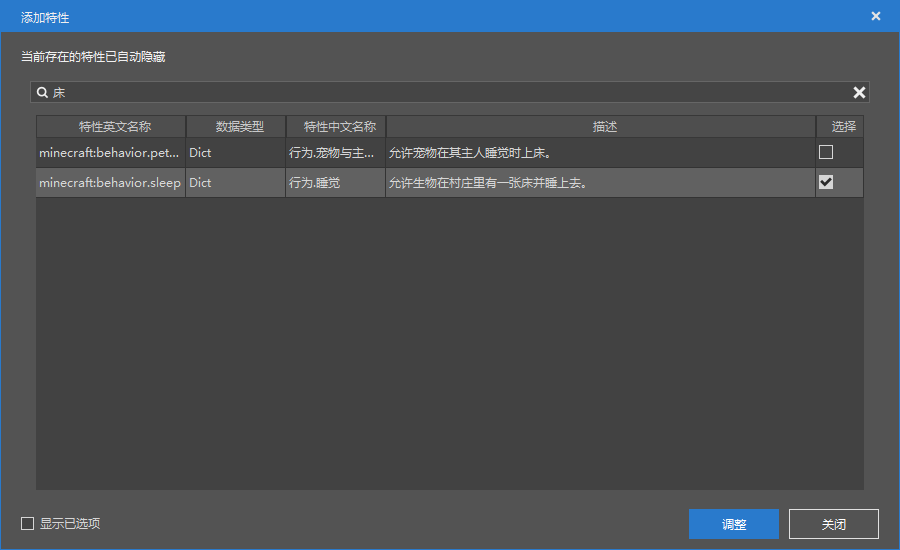 添加特性
当前存在的特性已自动隐藏
床
特性英文名称 数据类型 特性中文名称 描述 选择
minecraft:behavior.pet... Dict 行为.宠物与主... 允许宠物在其主人睡觉时上床。
minecraft:behavior.sleep Dict 行为.睡觉 允许生物在村庄里有一张床并睡上去。
显示已选项 调整 关闭